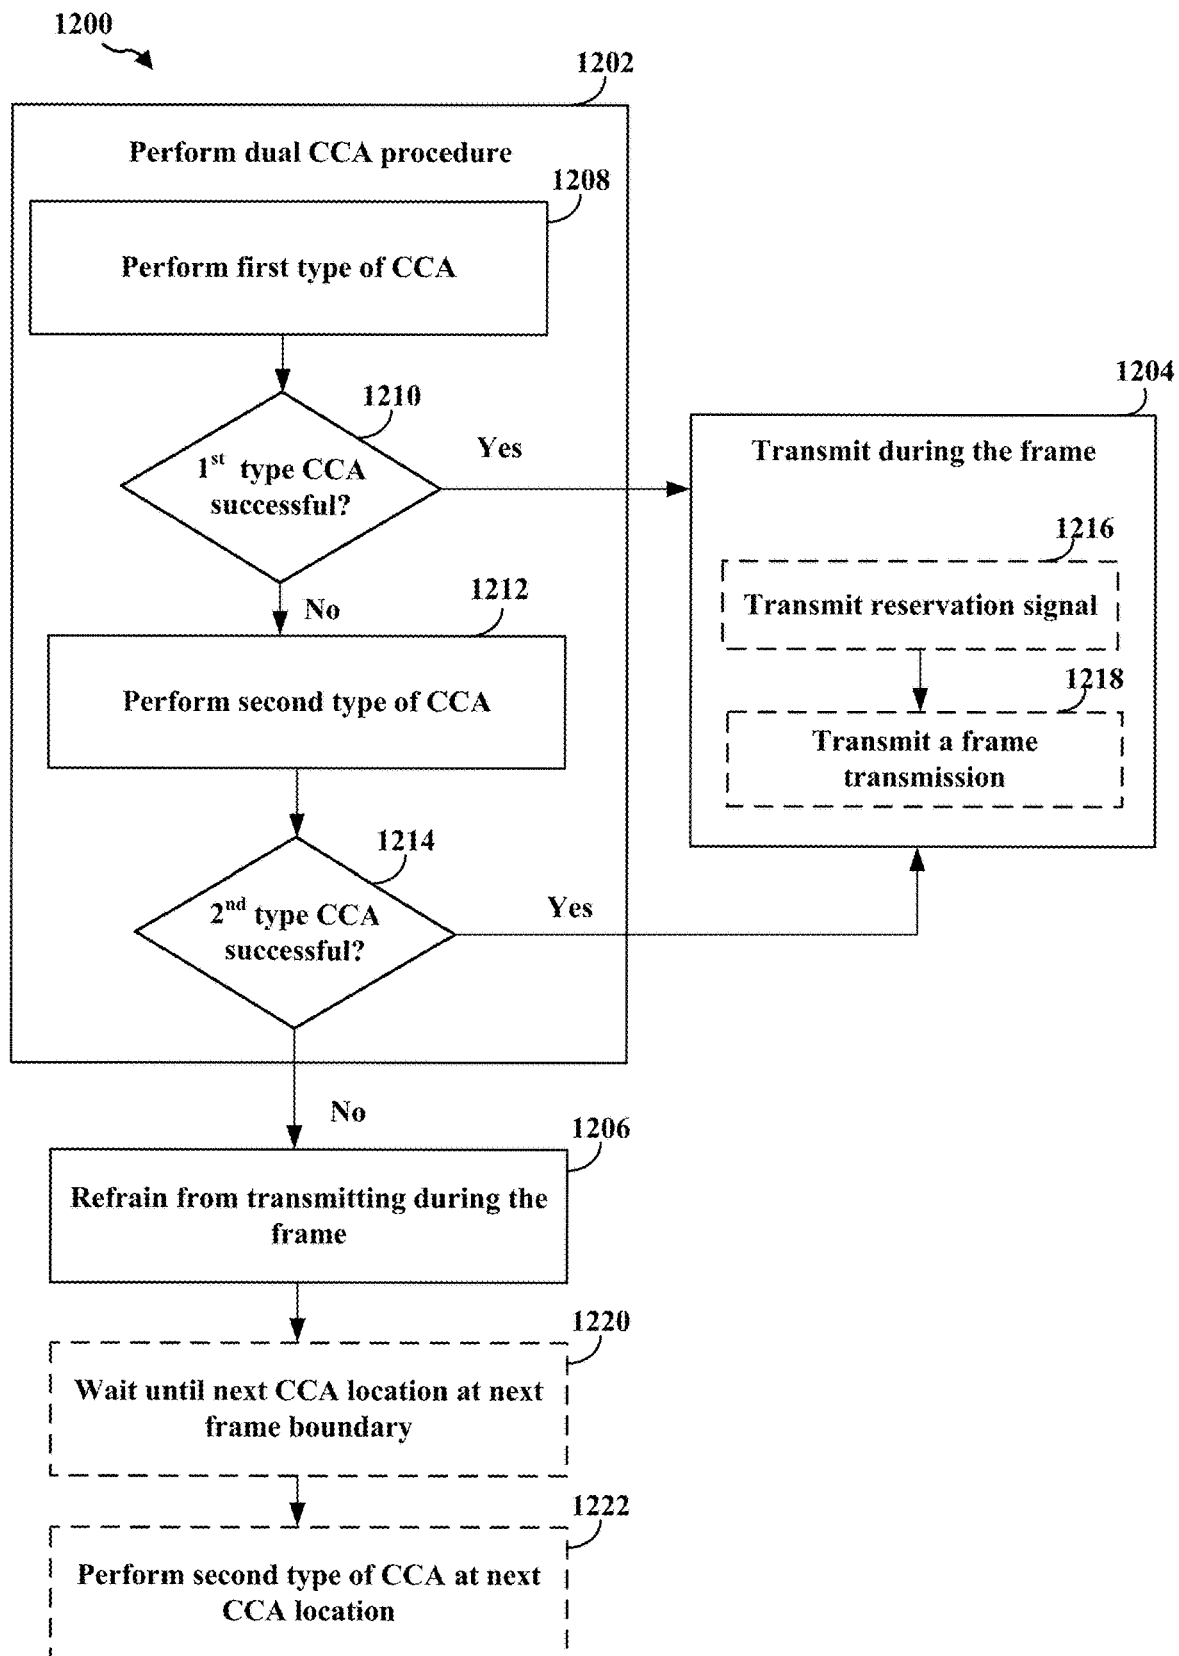 1200
1202
Perform dual CCA procedure
1208
Perform first type of CCA
1210
1st type CCA
successful?
Yes
No
1212
Perform second type of CCA
1214
2nd type CCA
successful?
Yes
No
1204
Transmit during the frame
1216
Transmit reservation signal
1218
Transmit a frame
transmission
1206
Refrain from transmitting during the
frame
1220
Wait until next CCA location at next
frame boundary
1222
Perform second type of CCA at next
CCA location